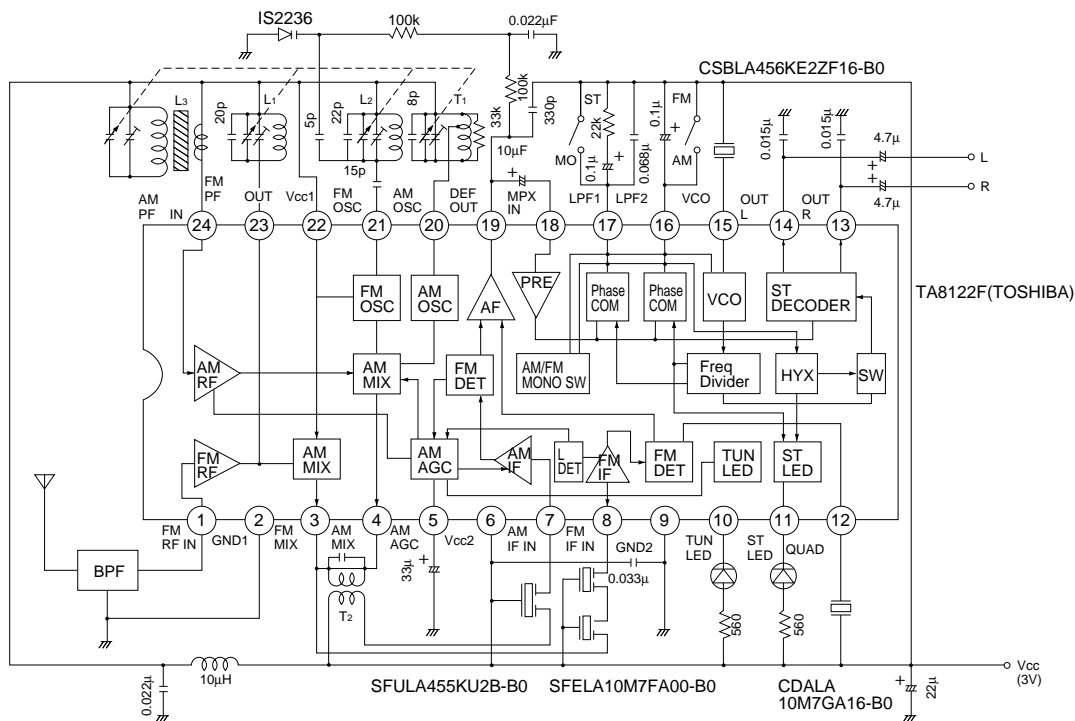 IS2236
100k
0.022μF
CSBLA456KE2ZF16-B0
L3
20p
L1
5p
22p
L2
8p
T1
33k
100k
330p
ST
22k
0.1μ
FM
0.015μ
0.015μ
4.7μ
L
R
4.7μ
15p
10μF
MO
0.1μ
0.068μ
AM
FM PF
AM PF
IN
OUT
Vcc1
FM OSC
AM OSC
DEF OUT
MPX IN
LPF1
LPF2
VCO
OUT L
OUT R
24
23
22
21
20
19
18
17
16
15
14
13
TA8122F(TOSHIBA)
FM OSC
AM OSC
AF
PRE
Phase COM
Phase COM
VCO
ST DECODER
AM RF
AM MIX
FM DET
AM/FM MONO SW
Freq Divider
HYX
SW
FM RF
AM MIX
AM AGC
AM IF
L DET
FM IF
FM DET
TUN LED
ST LED
1
2
3
4
5
6
7
8
9
10
11
12
FM RF IN
GND1
FM MIX
AM MIX
AM AGC
Vcc2
AM IF IN
FM IF IN
GND2
TUN LED
ST LED
QUAD
BPF
T2
33μ
0.033μ
560
560
0.022μ
10μH
SFULA455KU2B-B0
SFELA10M7FA00-B0
CDALA
10M7GA16-B0
22μ
Vcc
(3V)